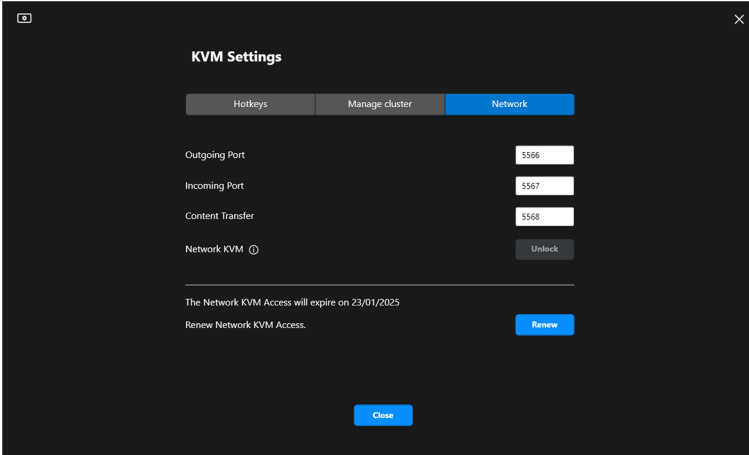 KVM Settings
Hotkeys Manage cluster Network
Outgoing Port 5566
Incoming Port 5567
Content Transfer 5568
Network KVM Unlock
The Network KVM Access will expire on 23/01/2025
Renew Network KVM Access. Renew
Close